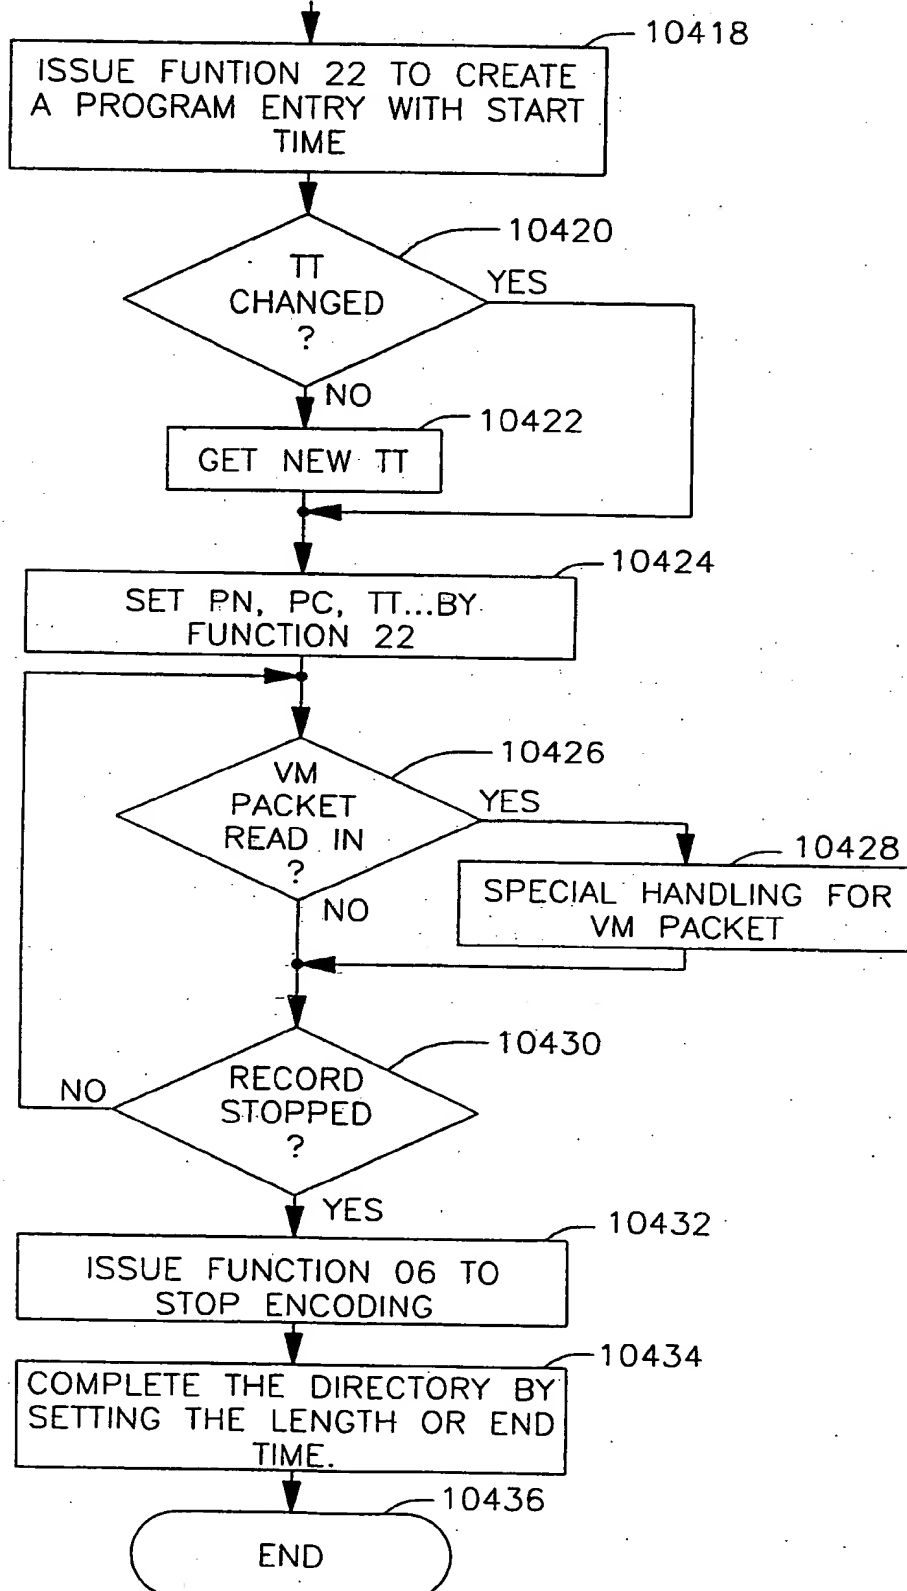 10418
ISSUE FUNTION 22 TO CREATE
A PROGRAM ENTRY WITH START
TIME
10420
TT
CHANGED
?
YES
NO
10422
GET NEW TT
10424
SET PN, PC, TT...BY
FUNCTION 22
10426
VM
PACKET
READ IN
?
YES
NO
10428
SPECIAL HANDLING FOR
VM PACKET
10430
RECORD
STOPPED
?
NO
YES
10432
ISSUE FUNCTION 06 TO
STOP ENCODING
10434
COMPLETE THE DIRECTORY BY
SETTING THE LENGTH OR END
TIME.
10436
END